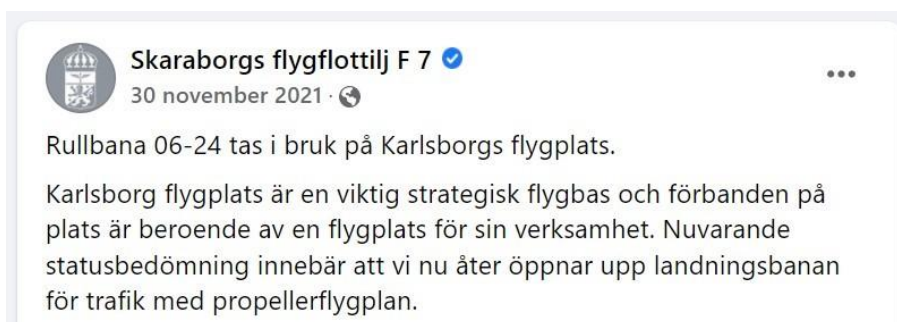 Skaraborgs flygflottilj F 7
30 november 2021 ·
Rullbana 06-24 tas i bruk på Karlsborgs flygplats.
Karlsborg flygplats är en viktig strategisk flygbas och förbanden på
plats är beroende av en flygplats för sin verksamhet. Nuvarande
statusbedömning innebär att vi nu åter öppnar upp landningsbanan
för trafik med propellerflygplan.